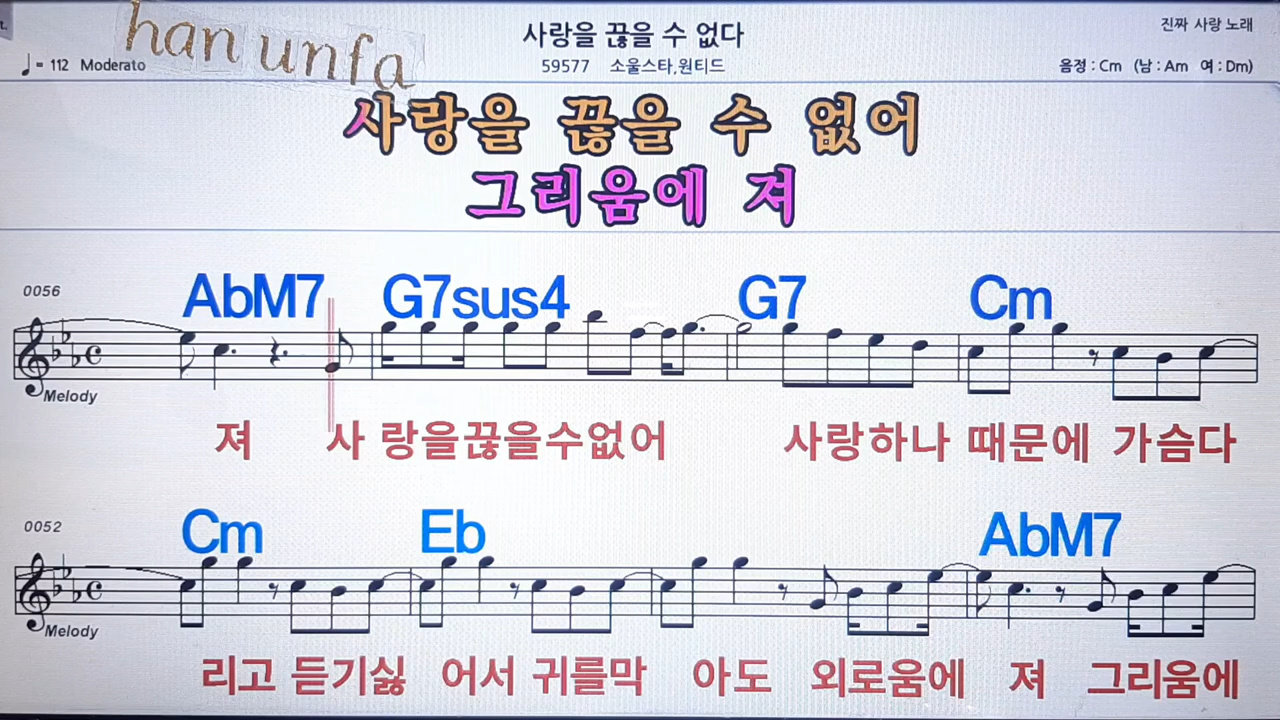 han unfa
사랑을 끊을 수 없다
진짜 사랑 노래
♩= 112 Moderato
59577 소울스타,원티드
음정 : Cm (남 : Am 여 : Dm)
사랑을 끊을 수 없어
그리움에 져
0056
AbM7 G7sus4 G7 Cm
Melody
져 사 랑을끊을수없어 사랑하나 때문에 가슴다
0052
Cm Eb AbM7
Melody
리고 듣기싫 어서 귀를막 아도 외로움에 져 그리움에